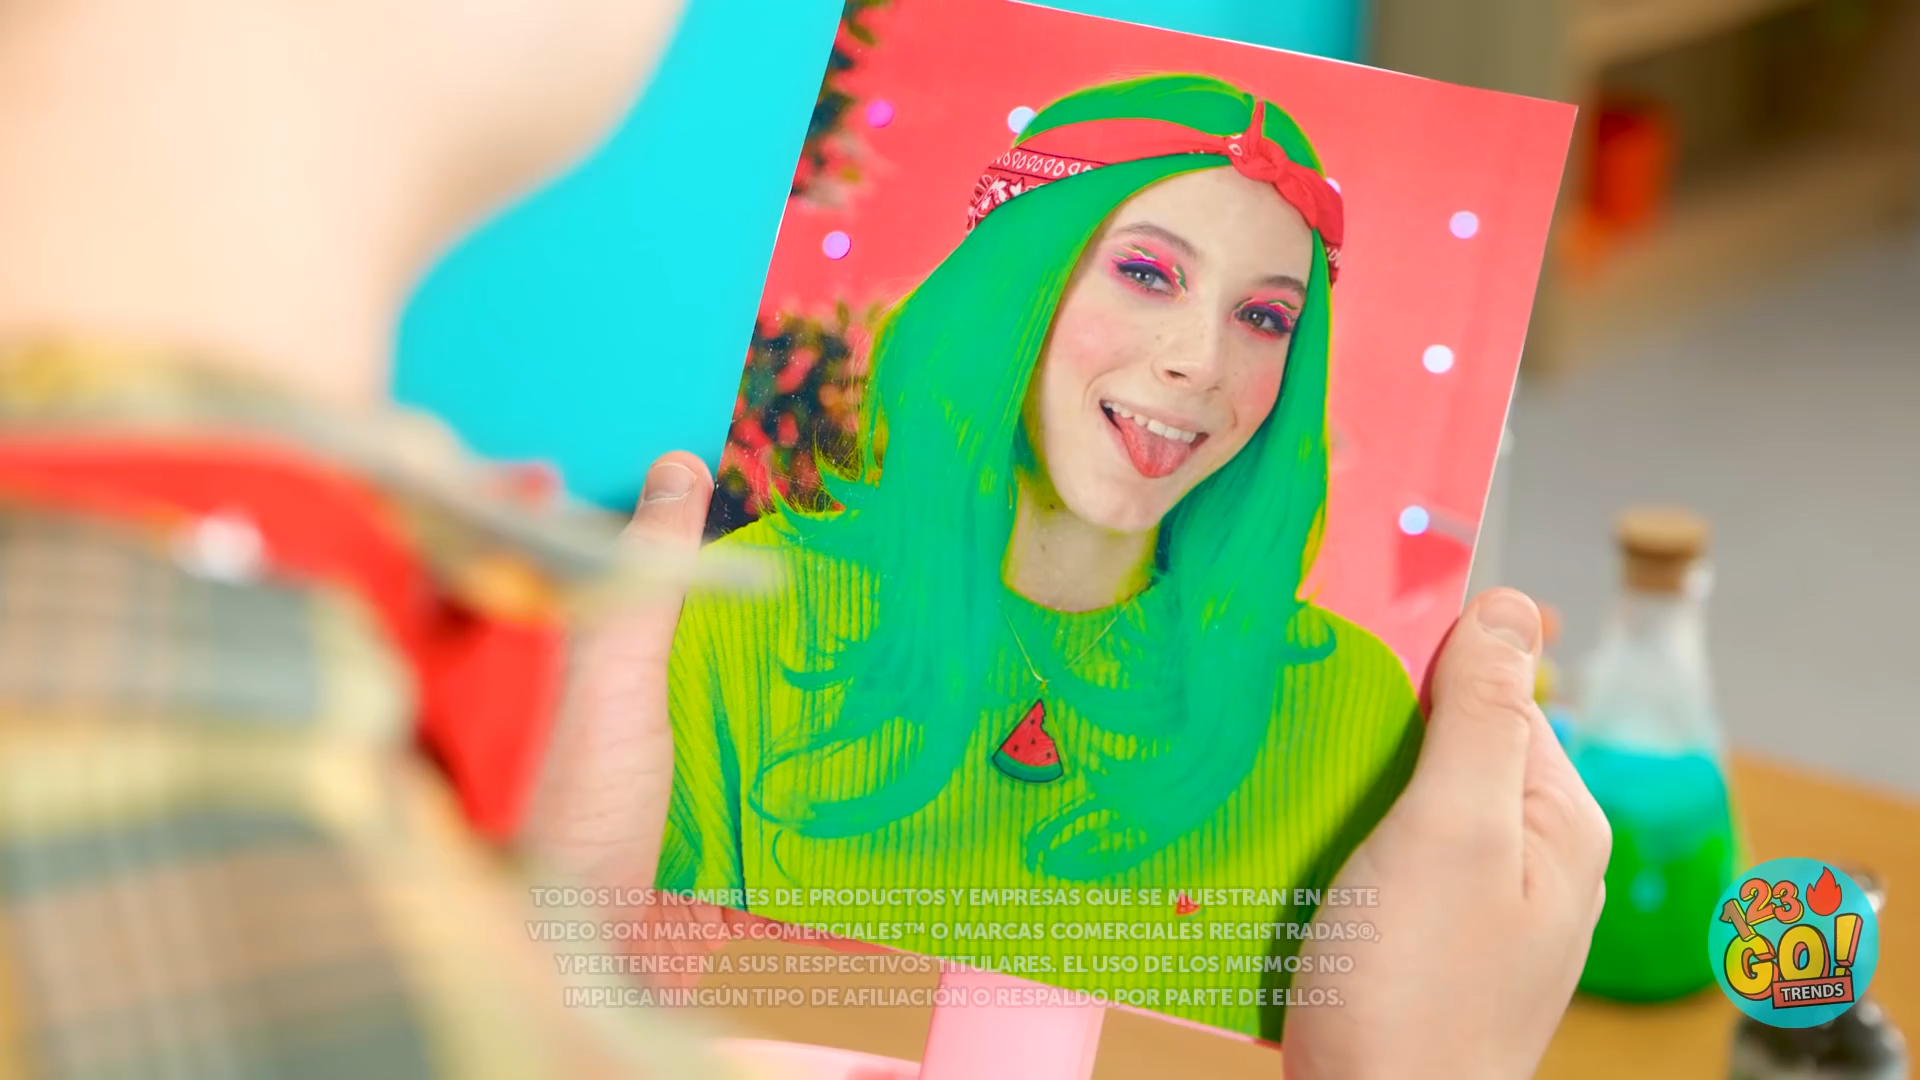 TODOS LOS NOMBRES DE PRODUCTOS Y EMPRESAS QUE SE MUESTRAN EN ESTE
VIDEO SON MARCAS COMERCIALES™ O MARCAS COMERCIALES REGISTRADAS®,
Y PERTENECEN A SUS RESPECTIVOS TITULARES. EL USO DE LOS MISMOS NO
IMPLICA NINGÚN TIPO DE AFILIACIÓN O RESPALDO POR PARTE DE ELLOS.
123
GO!
TRENDS